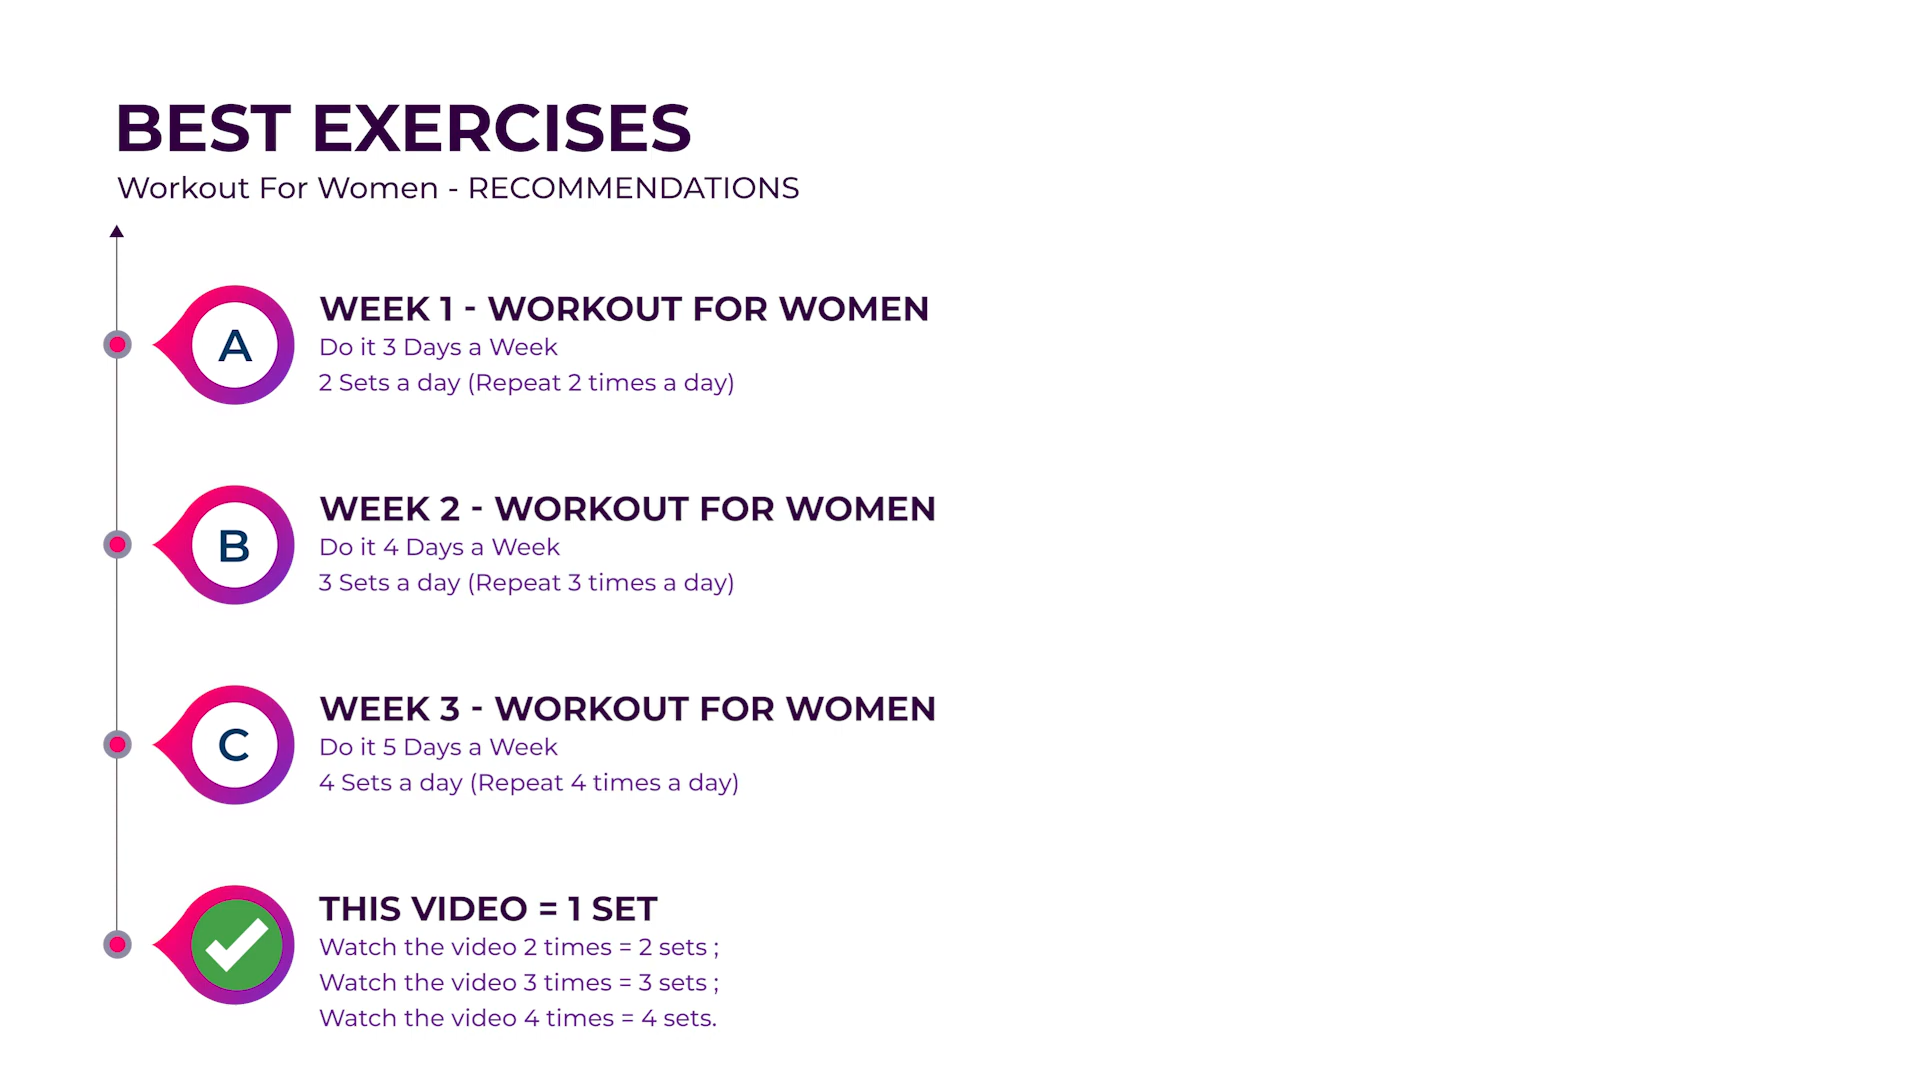 BEST EXERCISES
Workout For Women - RECOMMENDATIONS
A
WEEK 1 - WORKOUT FOR WOMEN
Do it 3 Days a Week
2 Sets a day (Repeat 2 times a day)
B
WEEK 2 - WORKOUT FOR WOMEN
Do it 4 Days a Week
3 Sets a day (Repeat 3 times a day)
C
WEEK 3 - WORKOUT FOR WOMEN
Do it 5 Days a Week
4 Sets a day (Repeat 4 times a day)
THIS VIDEO = 1 SET
Watch the video 2 times = 2 sets ;
Watch the video 3 times = 3 sets ;
Watch the video 4 times = 4 sets.